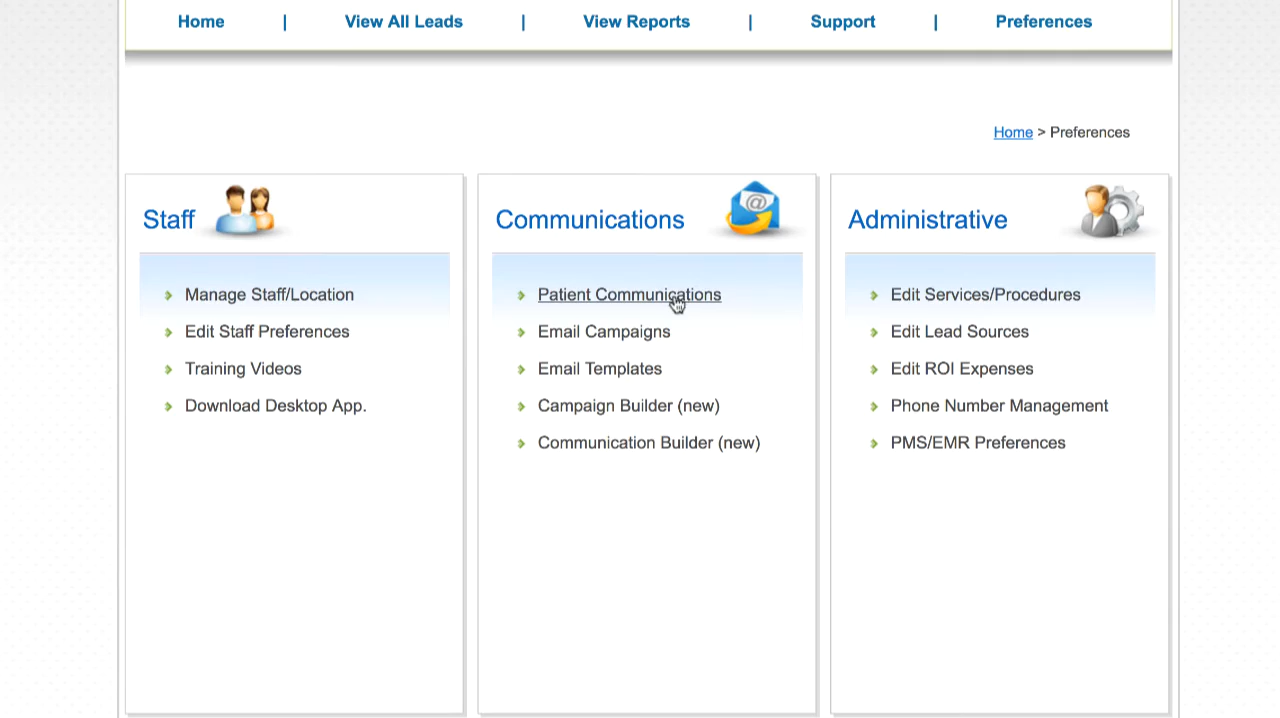 Home | View All Leads | View Reports | Support | Preferences
Home > Preferences
Staff
Manage Staff/Location
Edit Staff Preferences
Training Videos
Download Desktop App.
Communications
Patient Communications
Email Campaigns
Email Templates
Campaign Builder (new)
Communication Builder (new)
Administrative
Edit Services/Procedures
Edit Lead Sources
Edit ROI Expenses
Phone Number Management
PMS/EMR Preferences